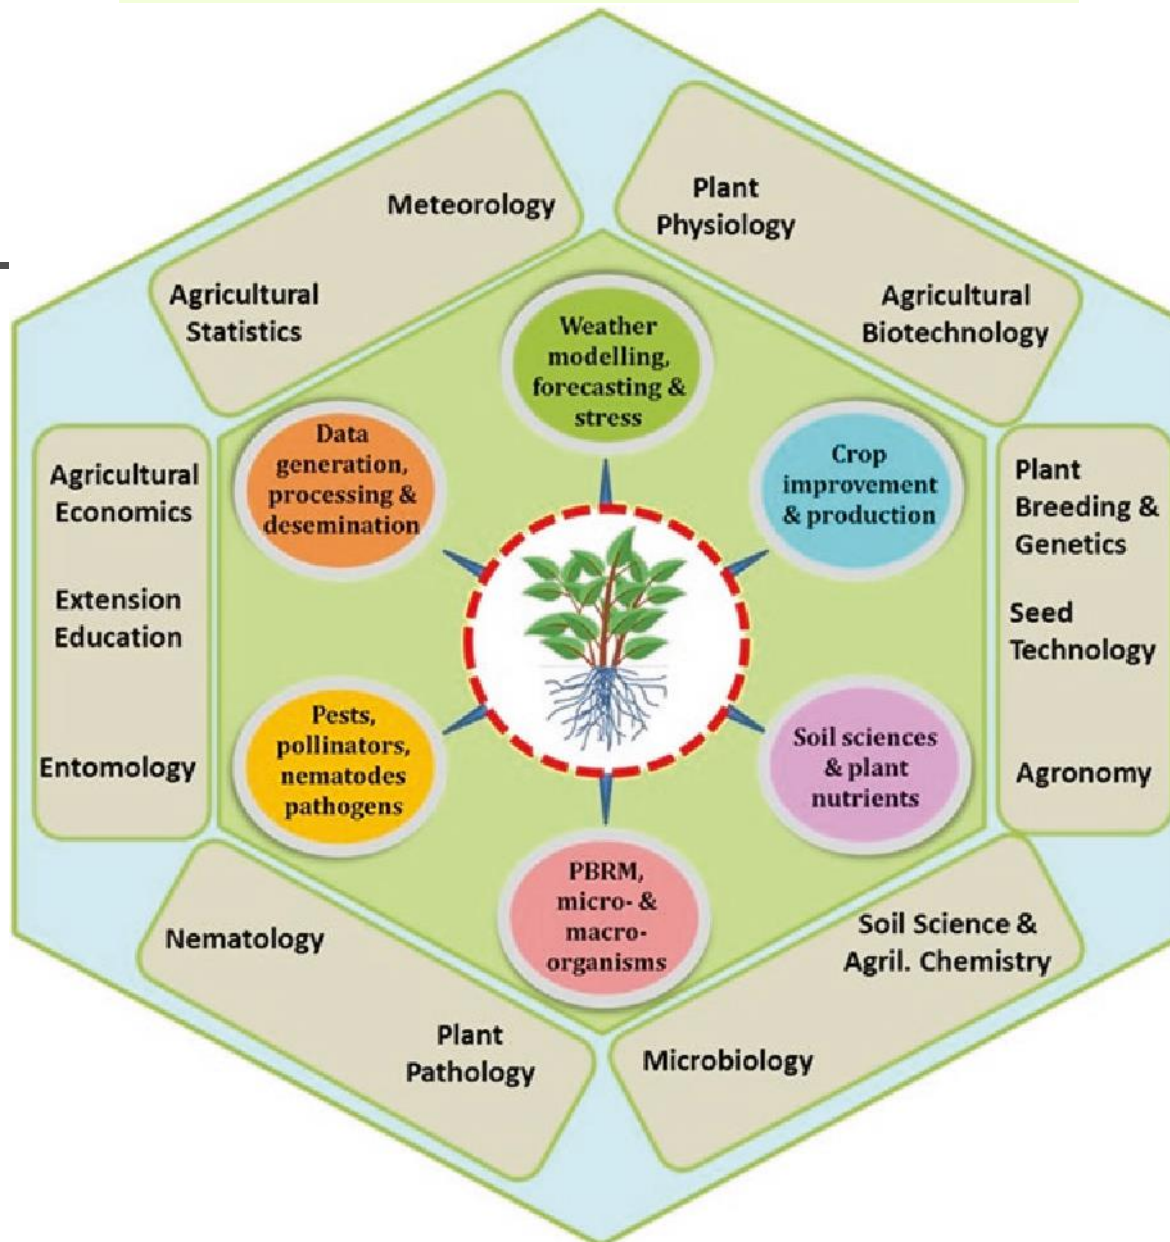 Meteorology
Agricultural
Statistics
Plant
Physiology
Agricultural
Biotechnology
Weather
modelling,
forecasting &
stress
Data
generation,
processing &
desemination
Crop
improvement
& production
Agricultural
Economics
Extension
Education
Entomology
Plant
Breeding &
Genetics
Seed
Technology
Agronomy
Pests,
pollinators,
nematodes
pathogens
Soil sciences
& plant
nutrients
PBRM,
micro- &
macro-
organisms
Nematology
Plant
Pathology
Soil Science &
Agril. Chemistry
Microbiology